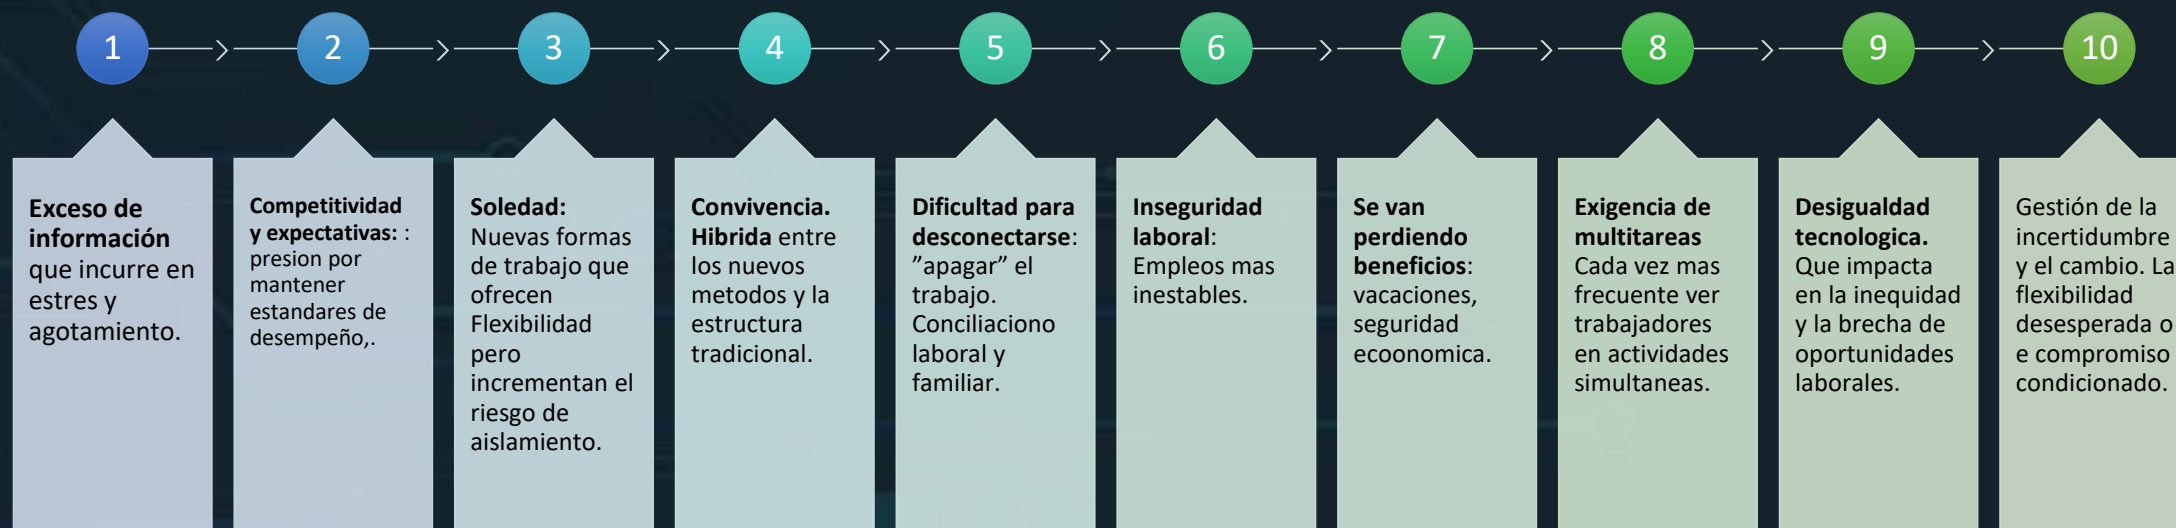 1
2
3
4
5
6
7
8
9
10
Exceso de
información
que incurre en
estres y
agotamiento.
Competitividad
y expectativas: :
presion por
mantener
estandares de
desempeño,.
Soledad:
Nuevas formas
de trabajo que
ofrecen
Flexibilidad
pero
incrementan el
riesgo de
aislamiento.
Convivencia.
Hibrida entre
los nuevos
metodos y la
estructura
tradicional.
Dificultad para
desconectarse:
”apagar” el
trabajo.
Conciliaciono
laboral y
familiar.
Inseguridad
laboral:
Empleos mas
inestables.
Se van
perdiendo
beneficios:
vacaciones,
seguridad
ecoonomica.
Exigencia de
multitareas
Cada vez mas
frecuente ver
trabajadores
en actividades
simultaneas.
Desigualdad
tecnologica.
Que impacta
en la inequidad
y la brecha de
oportunidades
laborales.
Gestión de la
incertidumbre
y el cambio. La
flexibilidad
desesperada o
e compromiso
condicionado.